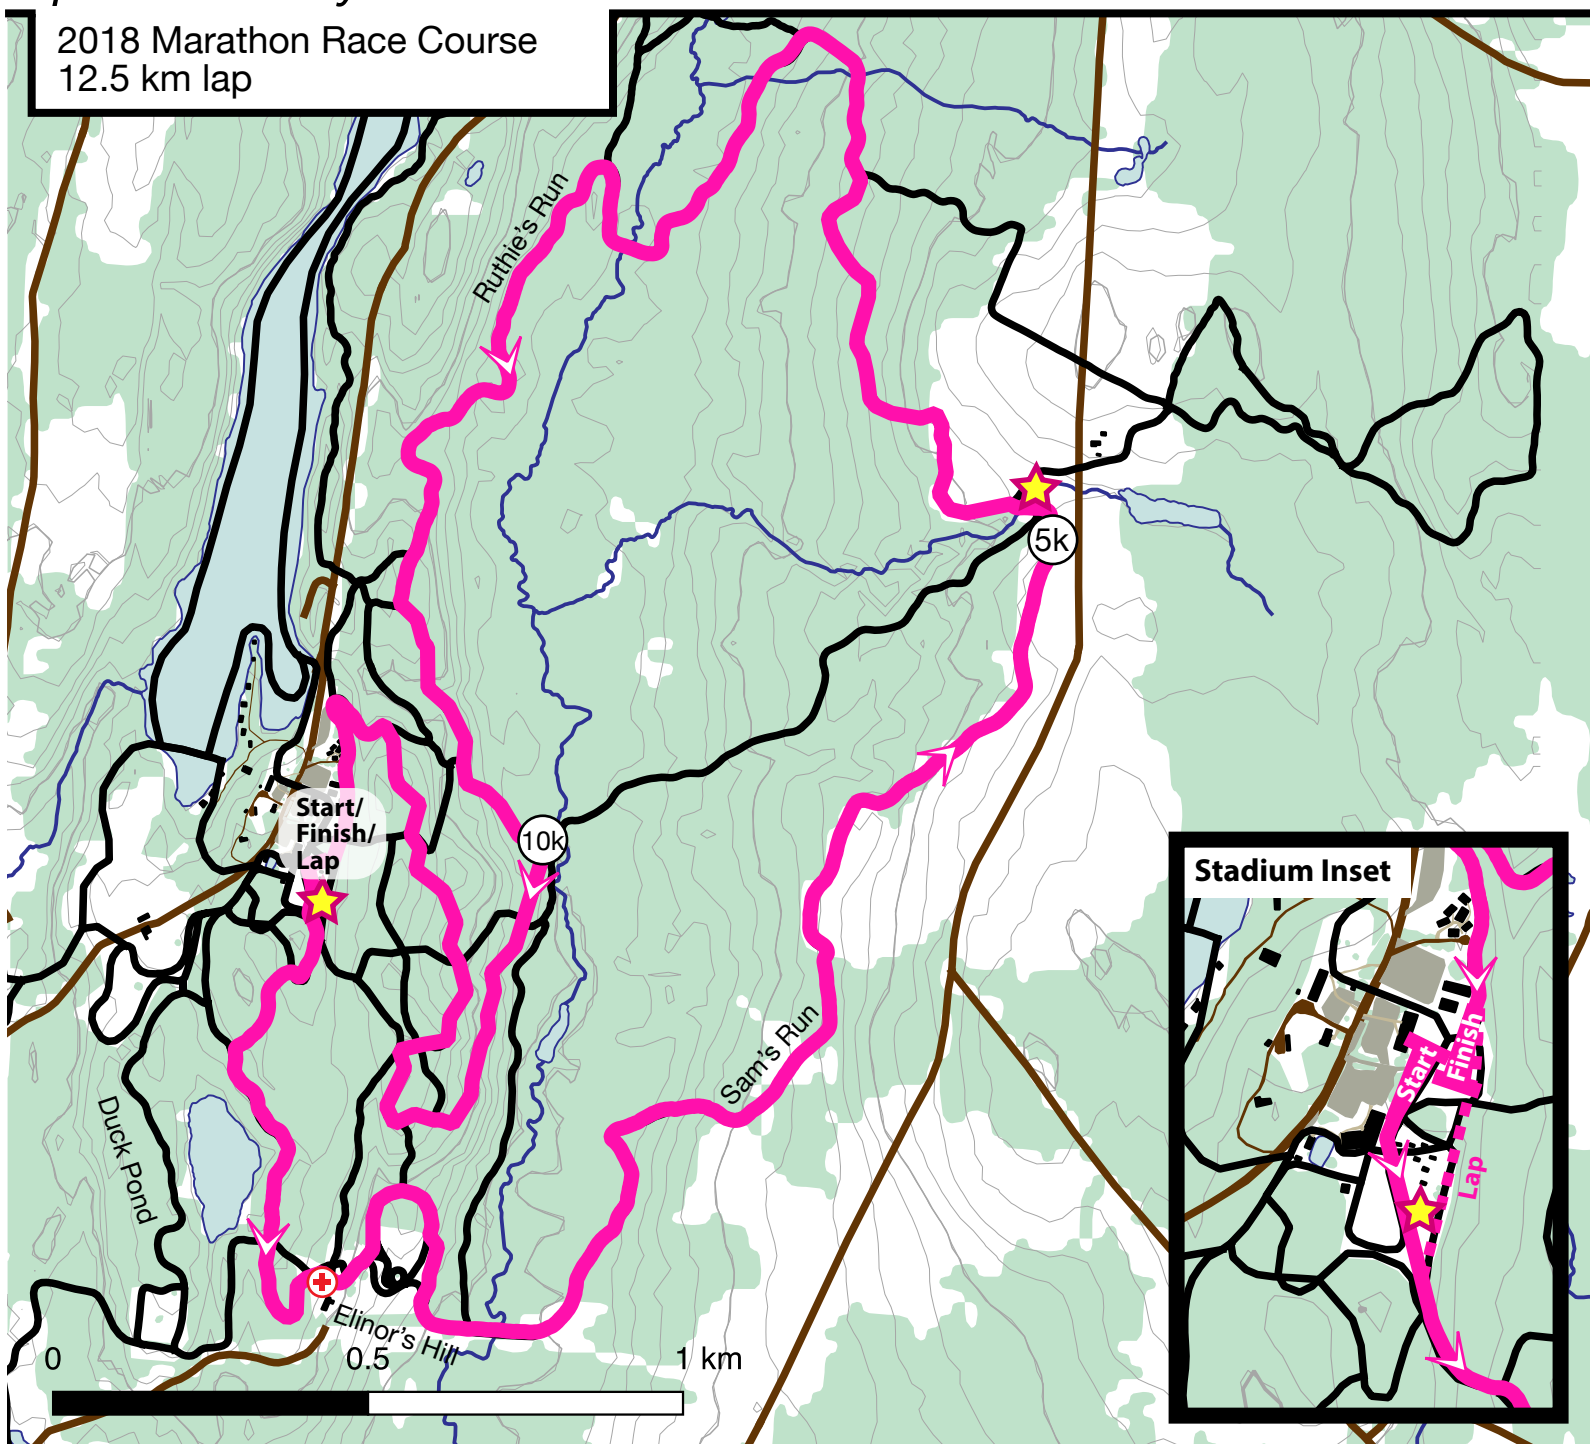 2018 Marathon Race Course
12.5 km lap
Ruthie's Run
5k
Start/
Finish/
Lap
10k
Stadium Inset
Start
Finish
Lap
Sam's Run
Duck Pond
Elinor's Hill
0 0.5 1 km